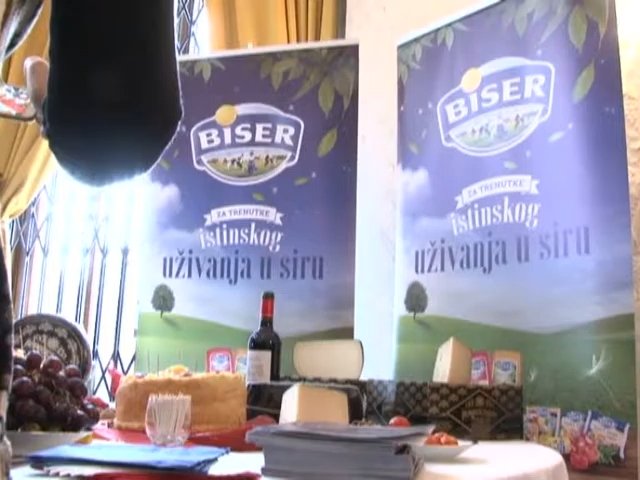 BISER
ZA TRENUTKE
istinskog
uživanja u siru
BISER
ZA TRENUTKE
istinskog
uživanja u siru